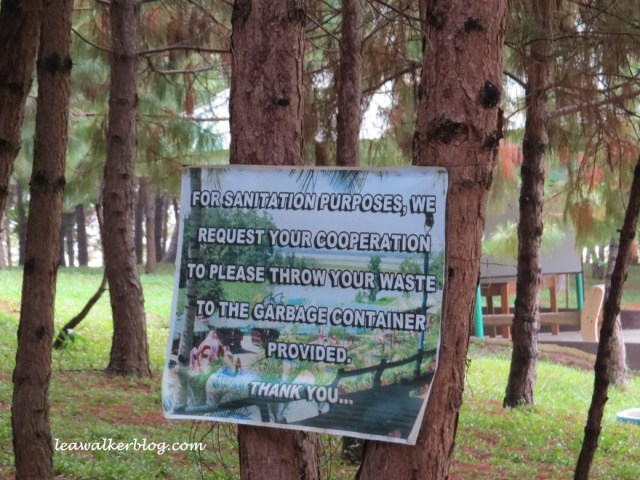 FOR SANITATION PURPOSES, WE
REQUEST YOUR COOPERATION
TO PLEASE THROW YOUR WASTE
TO THE GARBAGE CONTAINER
PROVIDED.
THANK YOU...
leawalkerblog.com